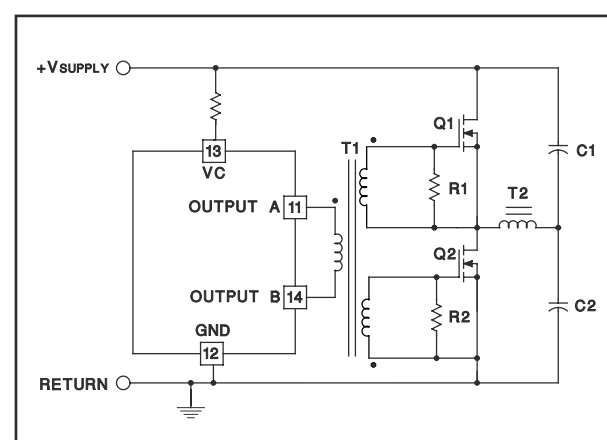 +VSUPPLY
Q1
T1
C1
13
VC
T2
OUTPUT A 11
R1
Q2
OUTPUT B 14
C2
GND
R2
12
RETURN